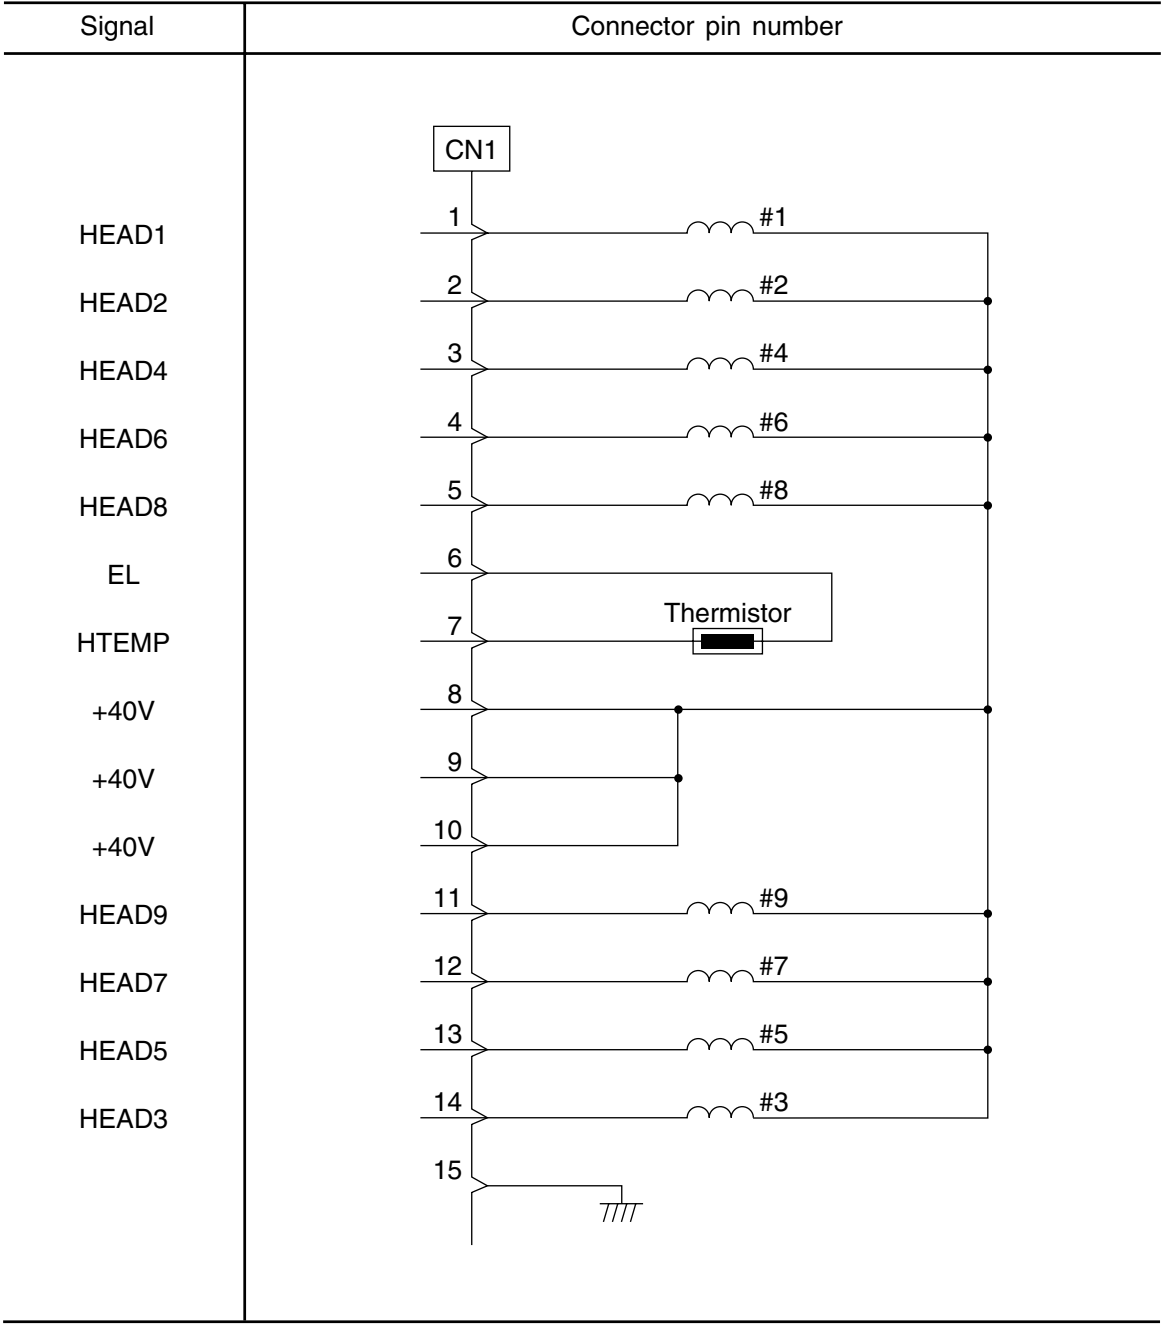 Signal Connector pin number
CN1
HEAD1 1 #1
HEAD2 2 #2
HEAD4 3 #4
HEAD6 4 #6
HEAD8 5 #8
EL 6
Thermistor
HTEMP 7
+40V 8
+40V 9
+40V 10
HEAD9 11 #9
HEAD7 12 #7
HEAD5 13 #5
HEAD3 14 #3
15